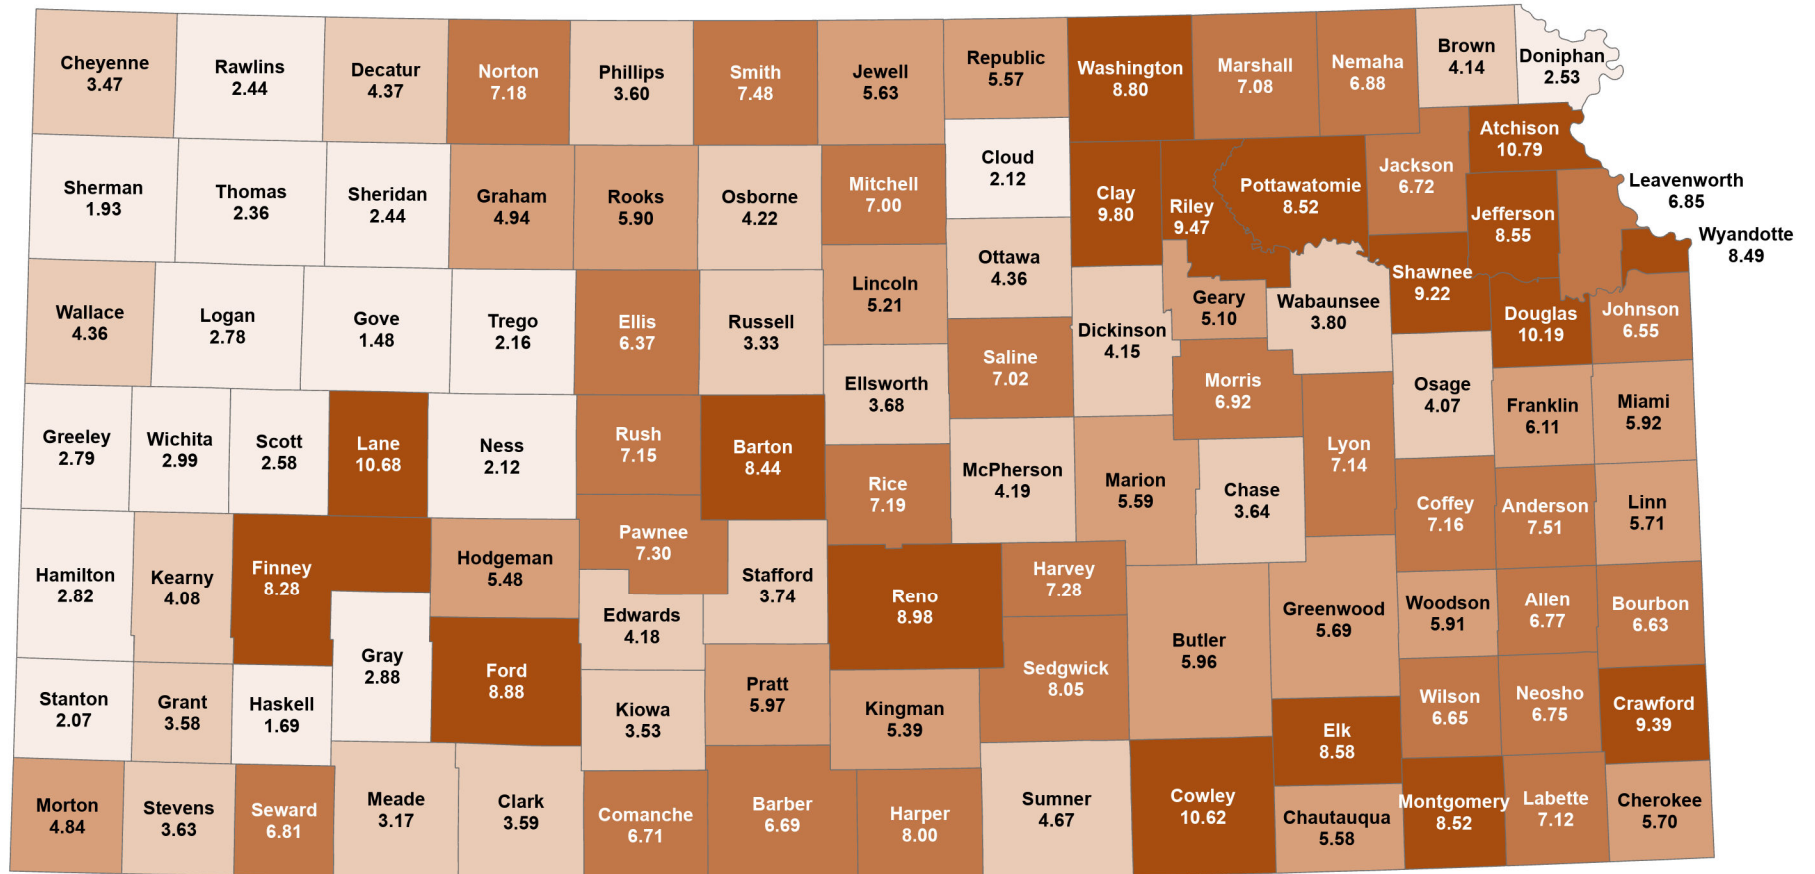 Cheyenne
3.47
Rawlins
2.44
Decatur
4.37
Norton
7.18
Phillips
3.60
Smith
7.48
Jewell
5.63
Republic
5.57
Washington
8.80
Marshall
7.08
Nemaha
6.88
Brown
4.14
Doniphan
2.53
Sherman
1.93
Thomas
2.36
Sheridan
2.44
Graham
4.94
Rooks
5.90
Osborne
4.22
Mitchell
7.00
Cloud
2.12
Clay
9.80
Riley
9.47
Pottawatomie
8.52
Jackson
6.72
Atchison
10.79
Jefferson
8.55
Leavenworth
6.85
Wyandotte
8.49
Wallace
4.36
Logan
2.78
Gove
1.48
Trego
2.16
Ellis
6.37
Russell
3.33
Lincoln
5.21
Ottawa
4.36
Saline
7.02
Dickinson
4.15
Geary
5.10
Wabaunsee
3.80
Shawnee
9.22
Douglas
10.19
Johnson
6.55
Ellsworth
3.68
Morris
6.92
Osage
4.07
Franklin
6.11
Miami
5.92
Greeley
2.79
Wichita
2.99
Scott
2.58
Lane
10.68
Ness
2.12
Rush
7.15
Barton
8.44
Rice
7.19
McPherson
4.19
Marion
5.59
Chase
3.64
Lyon
7.14
Coffey
7.16
Anderson
7.51
Linn
5.71
Hamilton
2.82
Kearny
4.08
Finney
8.28
Hodgeman
5.48
Pawnee
7.30
Stafford
3.74
Edwards
4.18
Reno
8.98
Harvey
7.28
Butler
5.96
Greenwood
5.69
Woodson
5.91
Allen
6.77
Bourbon
6.63
Gray
2.88
Ford
8.88
Sedgwick
8.05
Stanton
2.07
Grant
3.58
Haskell
1.69
Kiowa
3.53
Pratt
5.97
Kingman
5.39
Elk
8.58
Wilson
6.65
Neosho
6.75
Crawford
9.39
Morton
4.84
Stevens
3.63
Seward
6.81
Meade
3.17
Clark
3.59
Comanche
6.71
Barber
6.69
Harper
8.00
Sumner
4.67
Cowley
10.62
Chautauqua
5.58
Montgomery
8.52
Labette
7.12
Cherokee
5.70